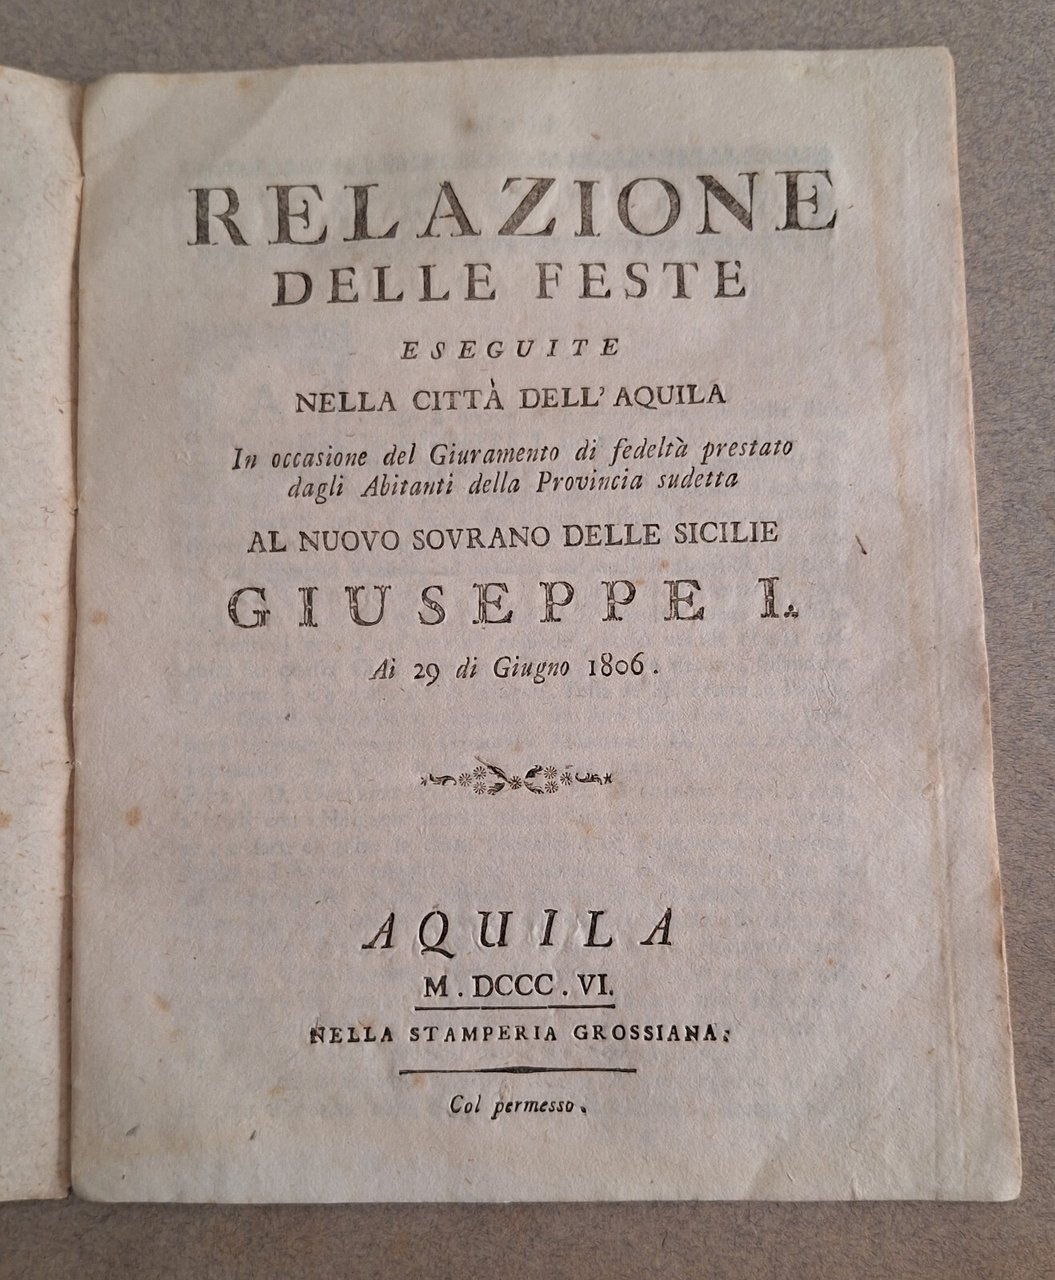 RELAZIONE
DELLE FESTE
ESEGUITE
NELLA CITTÀ DELL'AQUILA
In occasione del Giuramento di fedeltà prestato
dagli Abitanti della Provincia sudetta
AL NUOVO SOVRANO DELLE SICILIE
GIUSEPPE I.
Ai 29 di Giugno 1806.
AQUILA
M. DCCC. VI.
NELLA STAMPERIA GROSSIANA.
Col permesso.